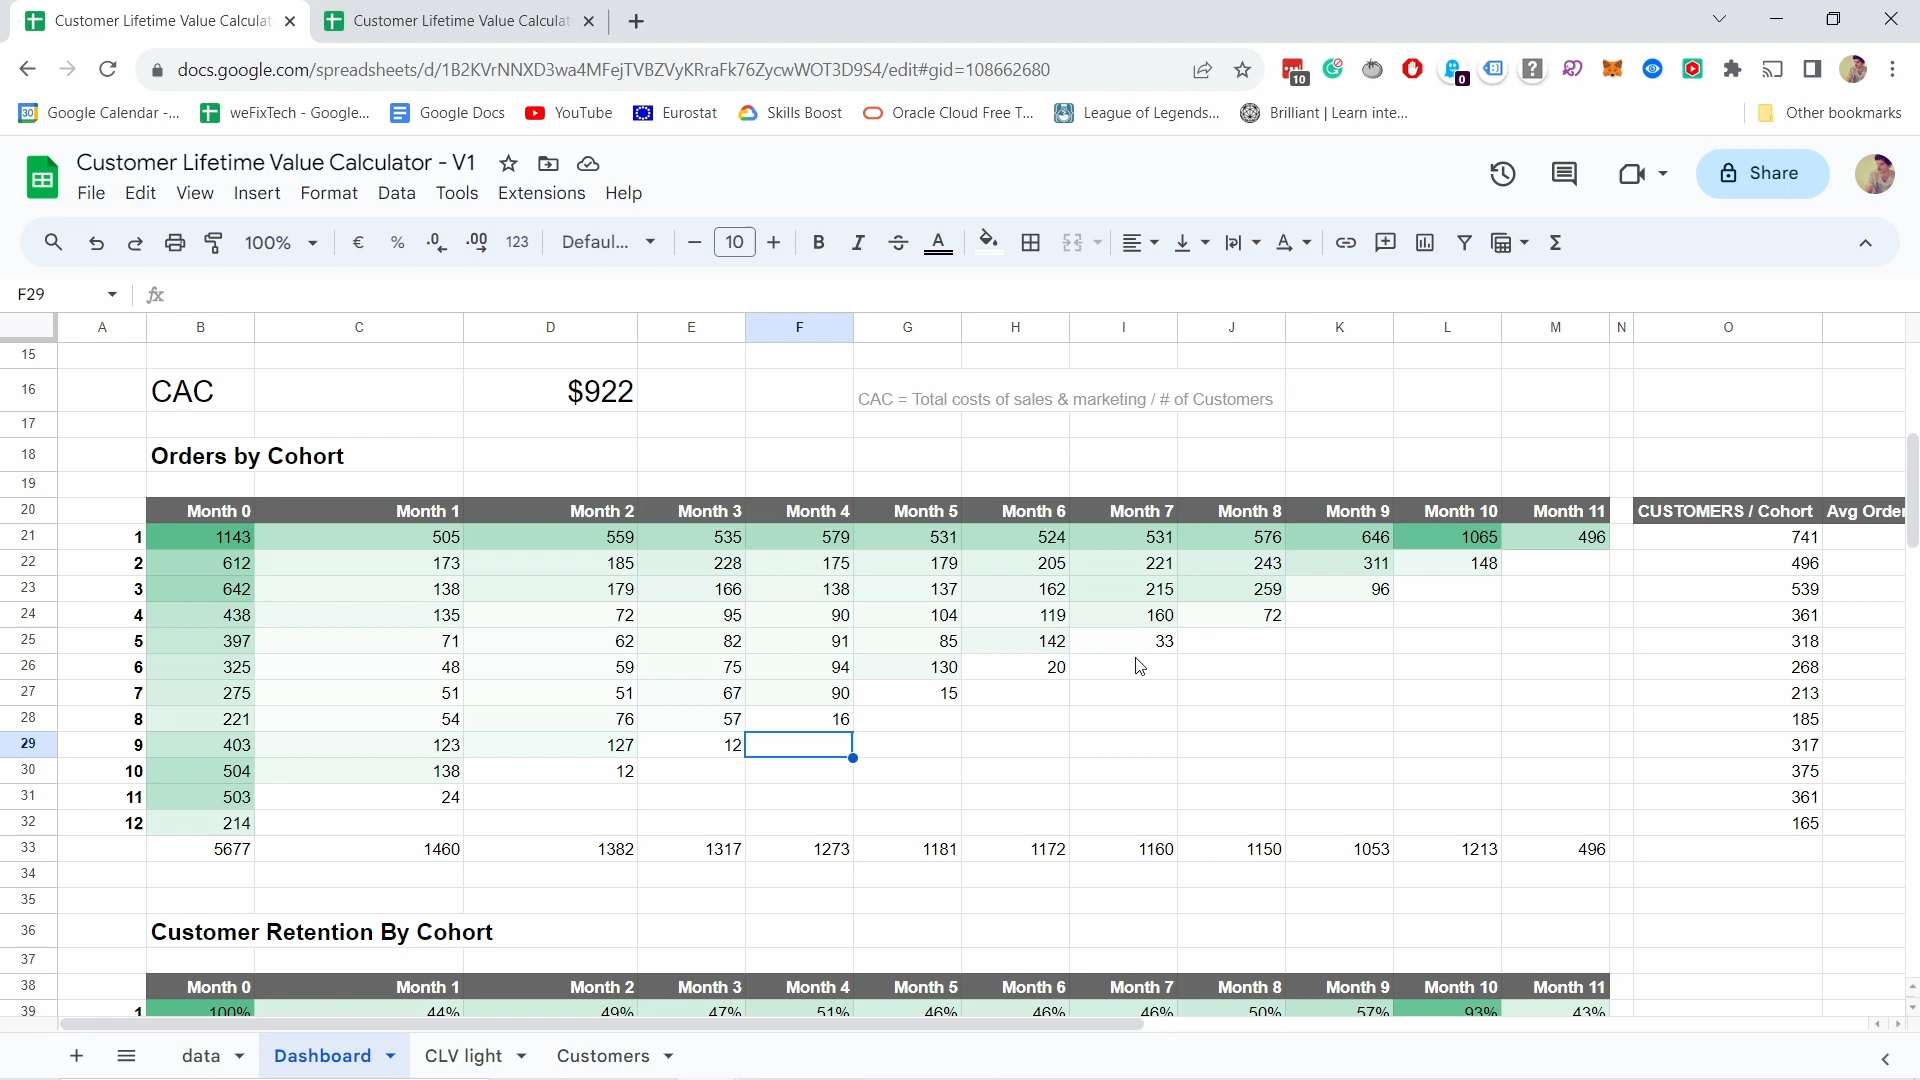 Customer Lifetime Value Calculat
Customer Lifetime Value Calculat
docs.google.com/spreadsheets/d/1B2KVrNNXD3wa4MFejTVBZVyKRraFk76ZycwWOT3D9S4/edit#gid=108662680
10
0
Google Calendar -...
weFixTech - Google...
Google Docs
YouTube
Eurostat
Skills Boost
Oracle Cloud Free T...
League of Legends...
Brilliant | Learn inte...
Other bookmarks
Customer Lifetime Value Calculator - V1
File Edit View Insert Format Data Tools Extensions Help
Share
100% € % .0 .00 123 Defaul... 10 B I S A
F29 fx
A B C D E F G H I J K L M N O
15
16 CAC $922 CAC = Total costs of sales & marketing / # of Customers
17
18 Orders by Cohort
19
20 Month 0 Month 1 Month 2 Month 3 Month 4 Month 5 Month 6 Month 7 Month 8 Month 9 Month 10 Month 11 CUSTOMERS / Cohort Avg Order
21 1 1143 505 559 535 579 531 524 531 576 646 1065 496 741
22 2 612 173 185 228 175 179 205 221 243 311 148 496
23 3 642 138 179 166 138 137 162 215 259 96 539
24 4 438 135 72 95 90 104 119 160 72 361
25 5 397 71 62 82 91 85 142 33 318
26 6 325 48 59 75 94 130 20 268
27 7 275 51 51 67 90 15 213
28 8 221 54 76 57 16 185
29 9 403 123 127 12 317
30 10 504 138 12 375
31 11 503 24 361
32 12 214 165
33 5677 1460 1382 1317 1273 1181 1172 1160 1150 1053 1213 496
34
35
36 Customer Retention By Cohort
37
38 Month 0 Month 1 Month 2 Month 3 Month 4 Month 5 Month 6 Month 7 Month 8 Month 9 Month 10 Month 11
39 1 100% 44% 49% 47% 51% 46% 46% 46% 50% 57% 93% 43%
data Dashboard CLV light Customers